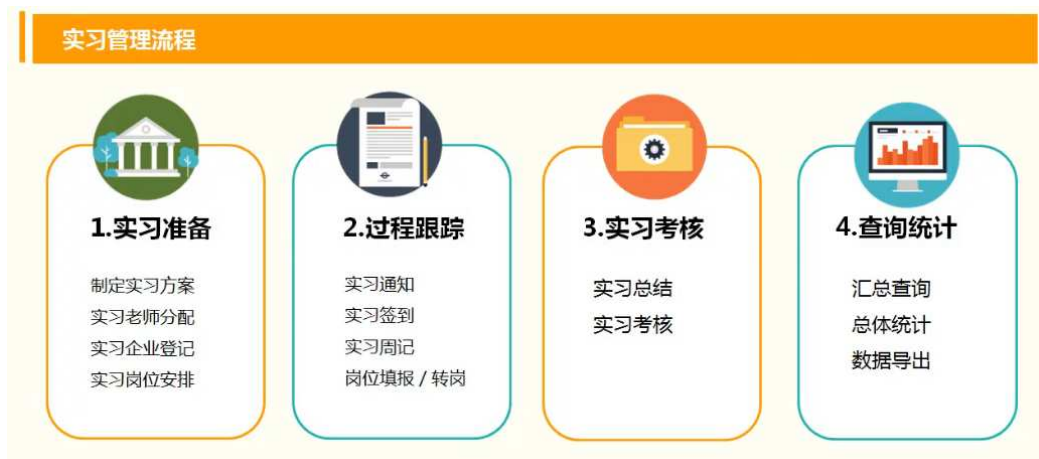 实习管理流程
1.实习准备
制定实习方案
实习老师分配
实习企业登记
实习岗位安排
2.过程跟踪
实习通知
实习签到
实习周记
岗位填报 / 转岗
3.实习考核
实习总结
实习考核
4.查询统计
汇总查询
总体统计
数据导出